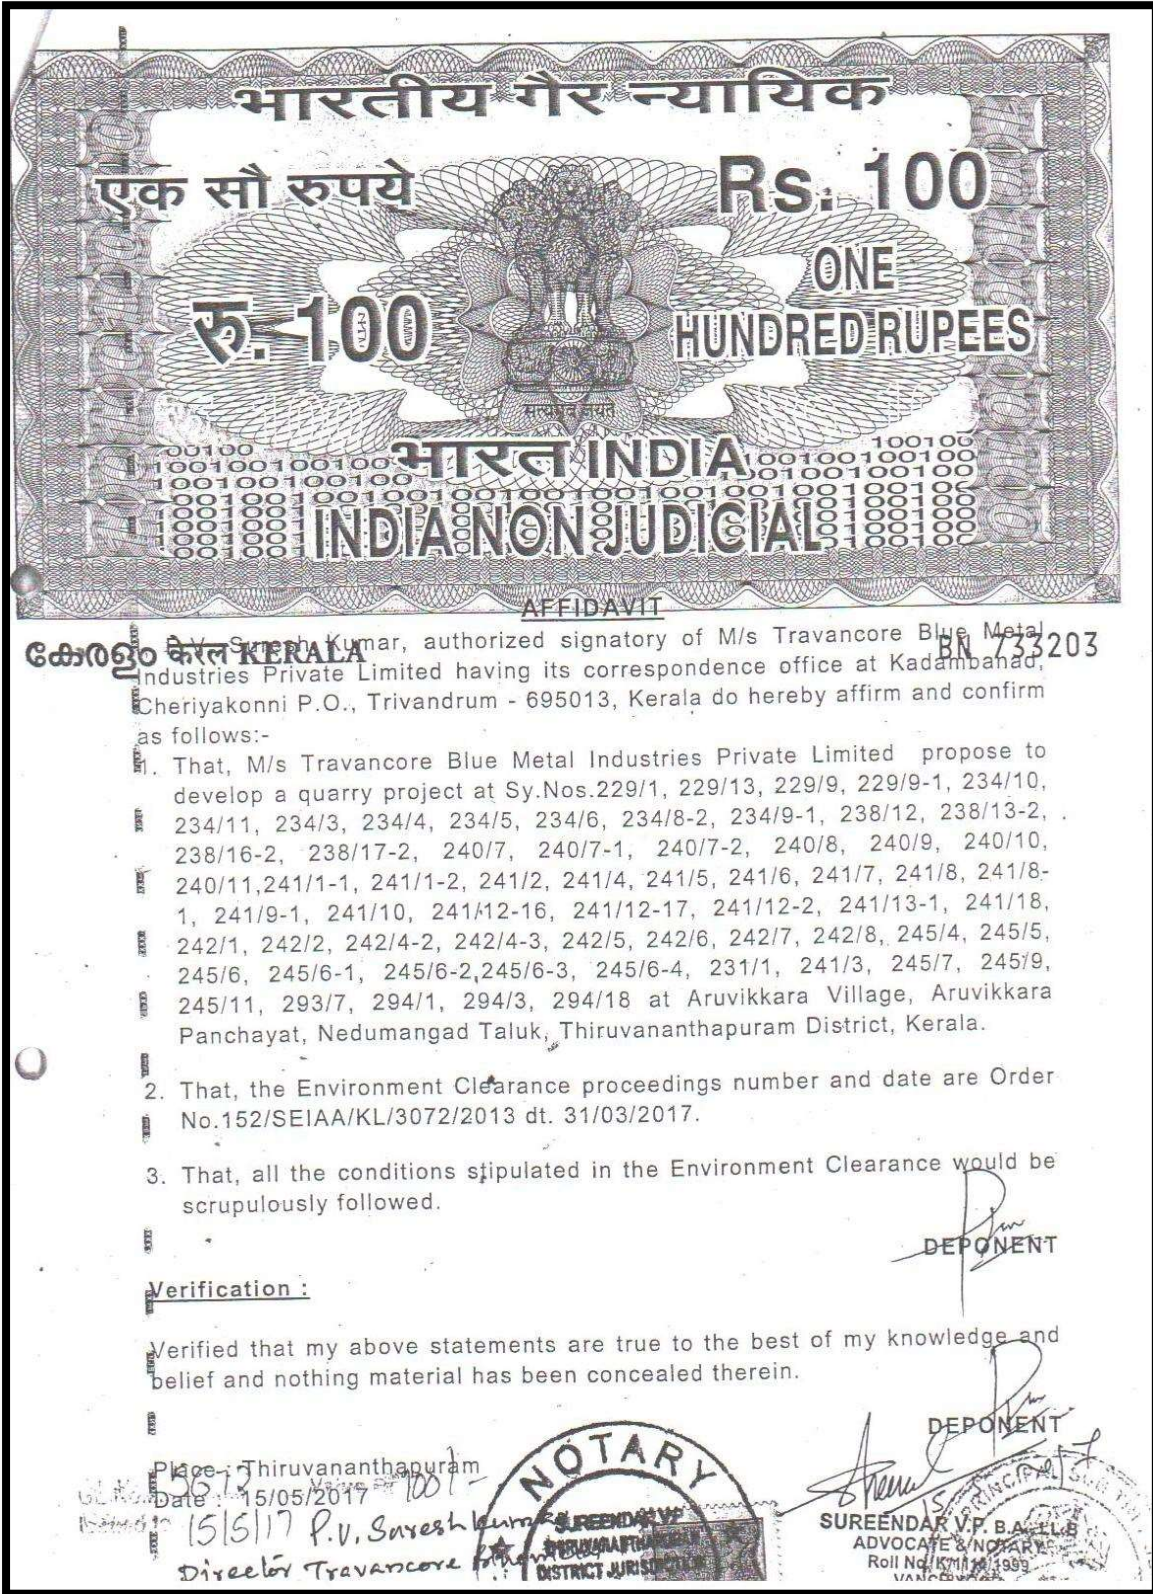 भारतीय गैर न्यायिक
एक सौ रुपये
Rs. 100
रु. 100
ONE
HUNDRED RUPEES
सत्यमेव जयते
भारत INDIA
INDIA NON JUDICIAL
AFFIDAVIT
കേരളം केरल KERALA
BN 733203
P.V. Suresh Kumar, authorized signatory of M/s Travancore Blue Metal
Industries Private Limited having its correspondence office at Kadambanad,
Cheriyakonni P.O., Trivandrum - 695013, Kerala do hereby affirm and confirm
as follows:-
1. That, M/s Travancore Blue Metal Industries Private Limited propose to
develop a quarry project at Sy.Nos.229/1, 229/13, 229/9, 229/9-1, 234/10,
234/11, 234/3, 234/4, 234/5, 234/6, 234/8-2, 234/9-1, 238/12, 238/13-2,
238/16-2, 238/17-2, 240/7, 240/7-1, 240/7-2, 240/8, 240/9, 240/10,
240/11,241/1-1, 241/1-2, 241/2, 241/4, 241/5, 241/6, 241/7, 241/8, 241/8-
1, 241/9-1, 241/10, 241/12-16, 241/12-17, 241/12-2, 241/13-1, 241/18,
242/1, 242/2, 242/4-2, 242/4-3, 242/5, 242/6, 242/7, 242/8, 245/4, 245/5,
245/6, 245/6-1, 245/6-2,245/6-3, 245/6-4, 231/1, 241/3, 245/7, 245/9,
245/11, 293/7, 294/1, 294/3, 294/18 at Aruvikkara Village, Aruvikkara
Panchayat, Nedumangad Taluk, Thiruvananthapuram District, Kerala.
2. That, the Environment Clearance proceedings number and date are Order
No.152/SEIAA/KL/3072/2013 dt. 31/03/2017.
3. That, all the conditions stipulated in the Environment Clearance would be
scrupulously followed.
DEPONENT
Verification :
Verified that my above statements are true to the best of my knowledge and
belief and nothing material has been concealed therein.
DEPONENT
Place : Thiruvananthapuram
Date : 15/05/2017
100/-
15/5/17 P.V. Suresh Kumar
Director Travancore
NOTARY
SUREENDAR V.P
THIRUVANANTHAPURAM
DISTRICT JURISDICTION
SUREENDAR V.P. B.A. LL.B
ADVOCATE & NOTARY